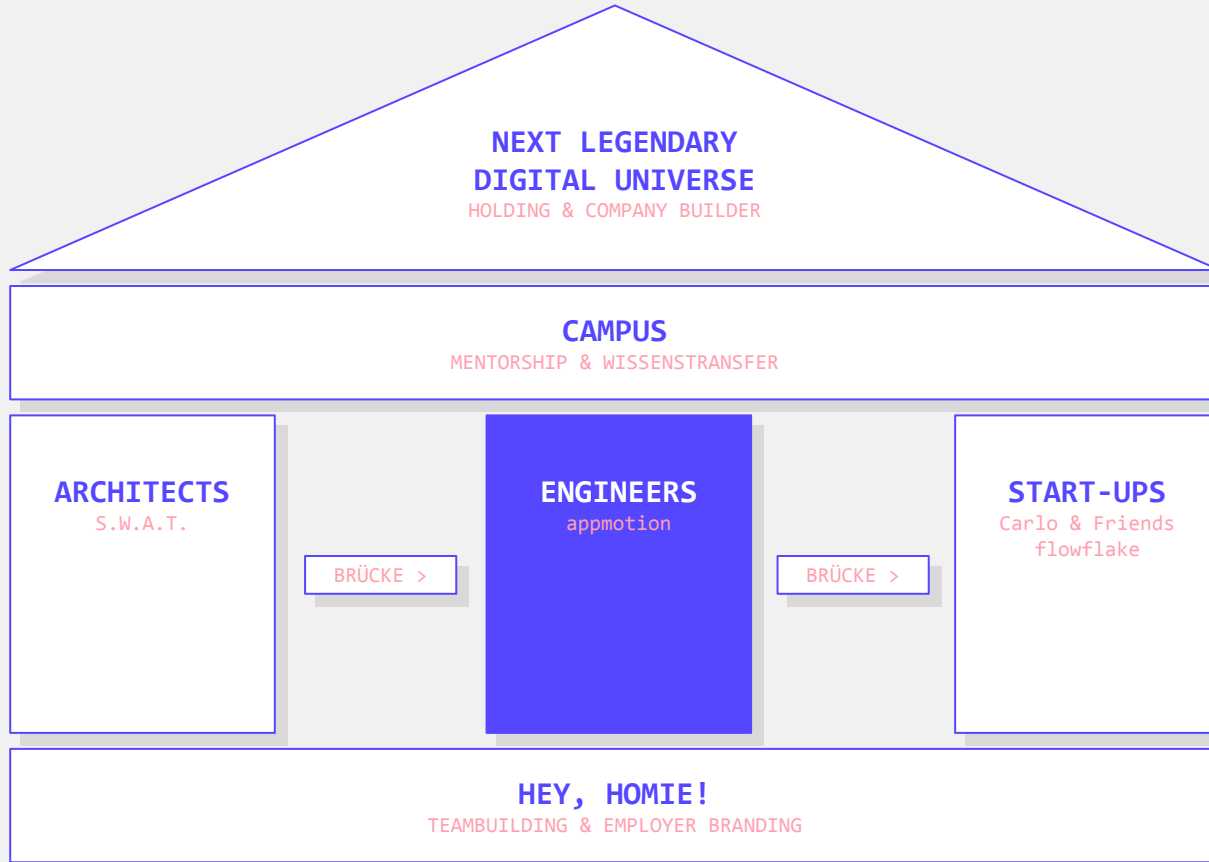 NEXT LEGENDARY
DIGITAL UNIVERSE
HOLDING & COMPANY BUILDER
CAMPUS
MENTORSHIP & WISSENSTRANSFER
ARCHITECTS
S.W.A.T.
BRÜCKE >
ENGINEERS
appmotion
BRÜCKE >
START-UPS
Carlo & Friends
flowflake
HEY, HOMIE!
TEAMBUILDING & EMPLOYER BRANDING